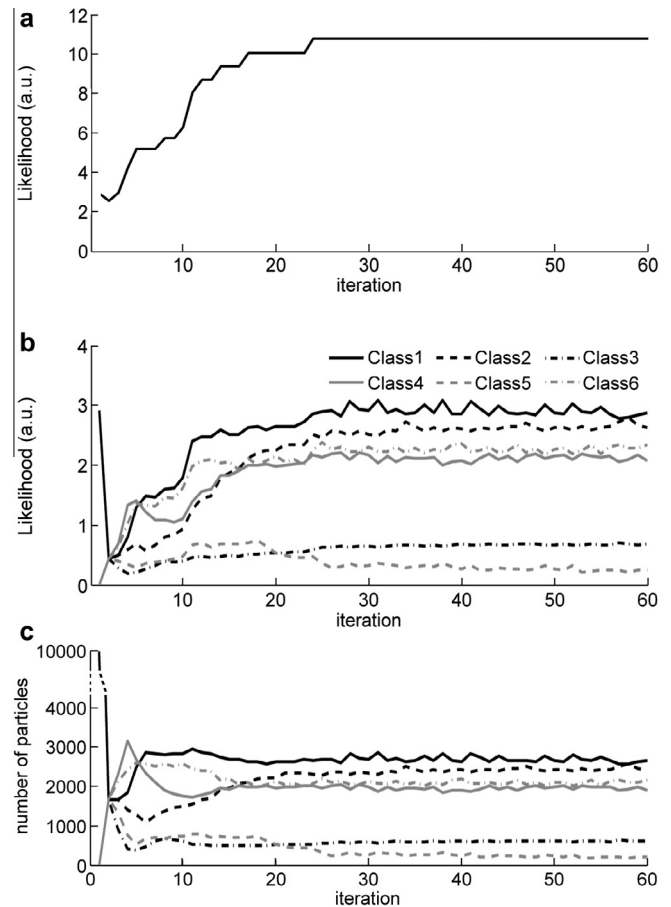 a
12
10
8
6
4
2
0
Likelihood (a.u.)
10 20 30 40 50 60
iteration
b
4
3
2
1
0
Likelihood (a.u.)
Class1 Class2 Class3
Class4 Class5 Class6
10 20 30 40 50 60
iteration
c
10000
4000
3000
2000
1000
0
number of particles
0 10 20 30 40 50 60
iteration